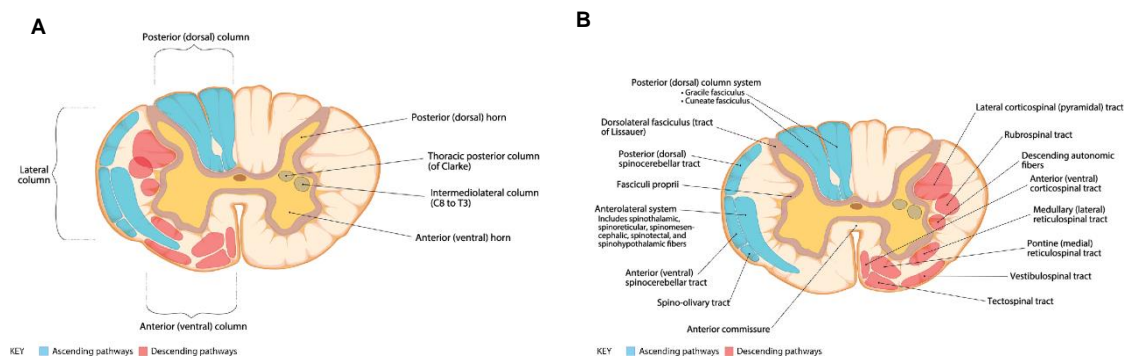 A
Posterior (dorsal) column
Lateral
column
Posterior (dorsal) horn
Thoracic posterior column
(of Clarke)
Intermediolateral column
(C8 to T3)
Anterior (ventral) horn
Anterior (ventral) column
KEY
Ascending pathways
Descending pathways
B
Posterior (dorsal) column system
• Gracile fasciculus
• Cuneate fasciculus
Dorsolateral fasciculus (tract
of Lissauer)
Posterior (dorsal)
spinocerebellar tract
Fasciculi proprii
Anterolateral system
Includes spinothalamic,
spinoreticular, spinomesen-
cephalic, spinotectal, and
spinohypothalamic fibers
Anterior (ventral)
spinocerebellar tract
Spino-olivary tract
Anterior commissure
Lateral corticospinal (pyramidal) tract
Rubrospinal tract
Descending autonomic
fibers
Anterior (ventral)
corticospinal tract
Medullary (lateral)
reticulospinal tract
Pontine (medial)
reticulospinal tract
Vestibulospinal tract
Tectospinal tract
KEY
Ascending pathways
Descending pathways